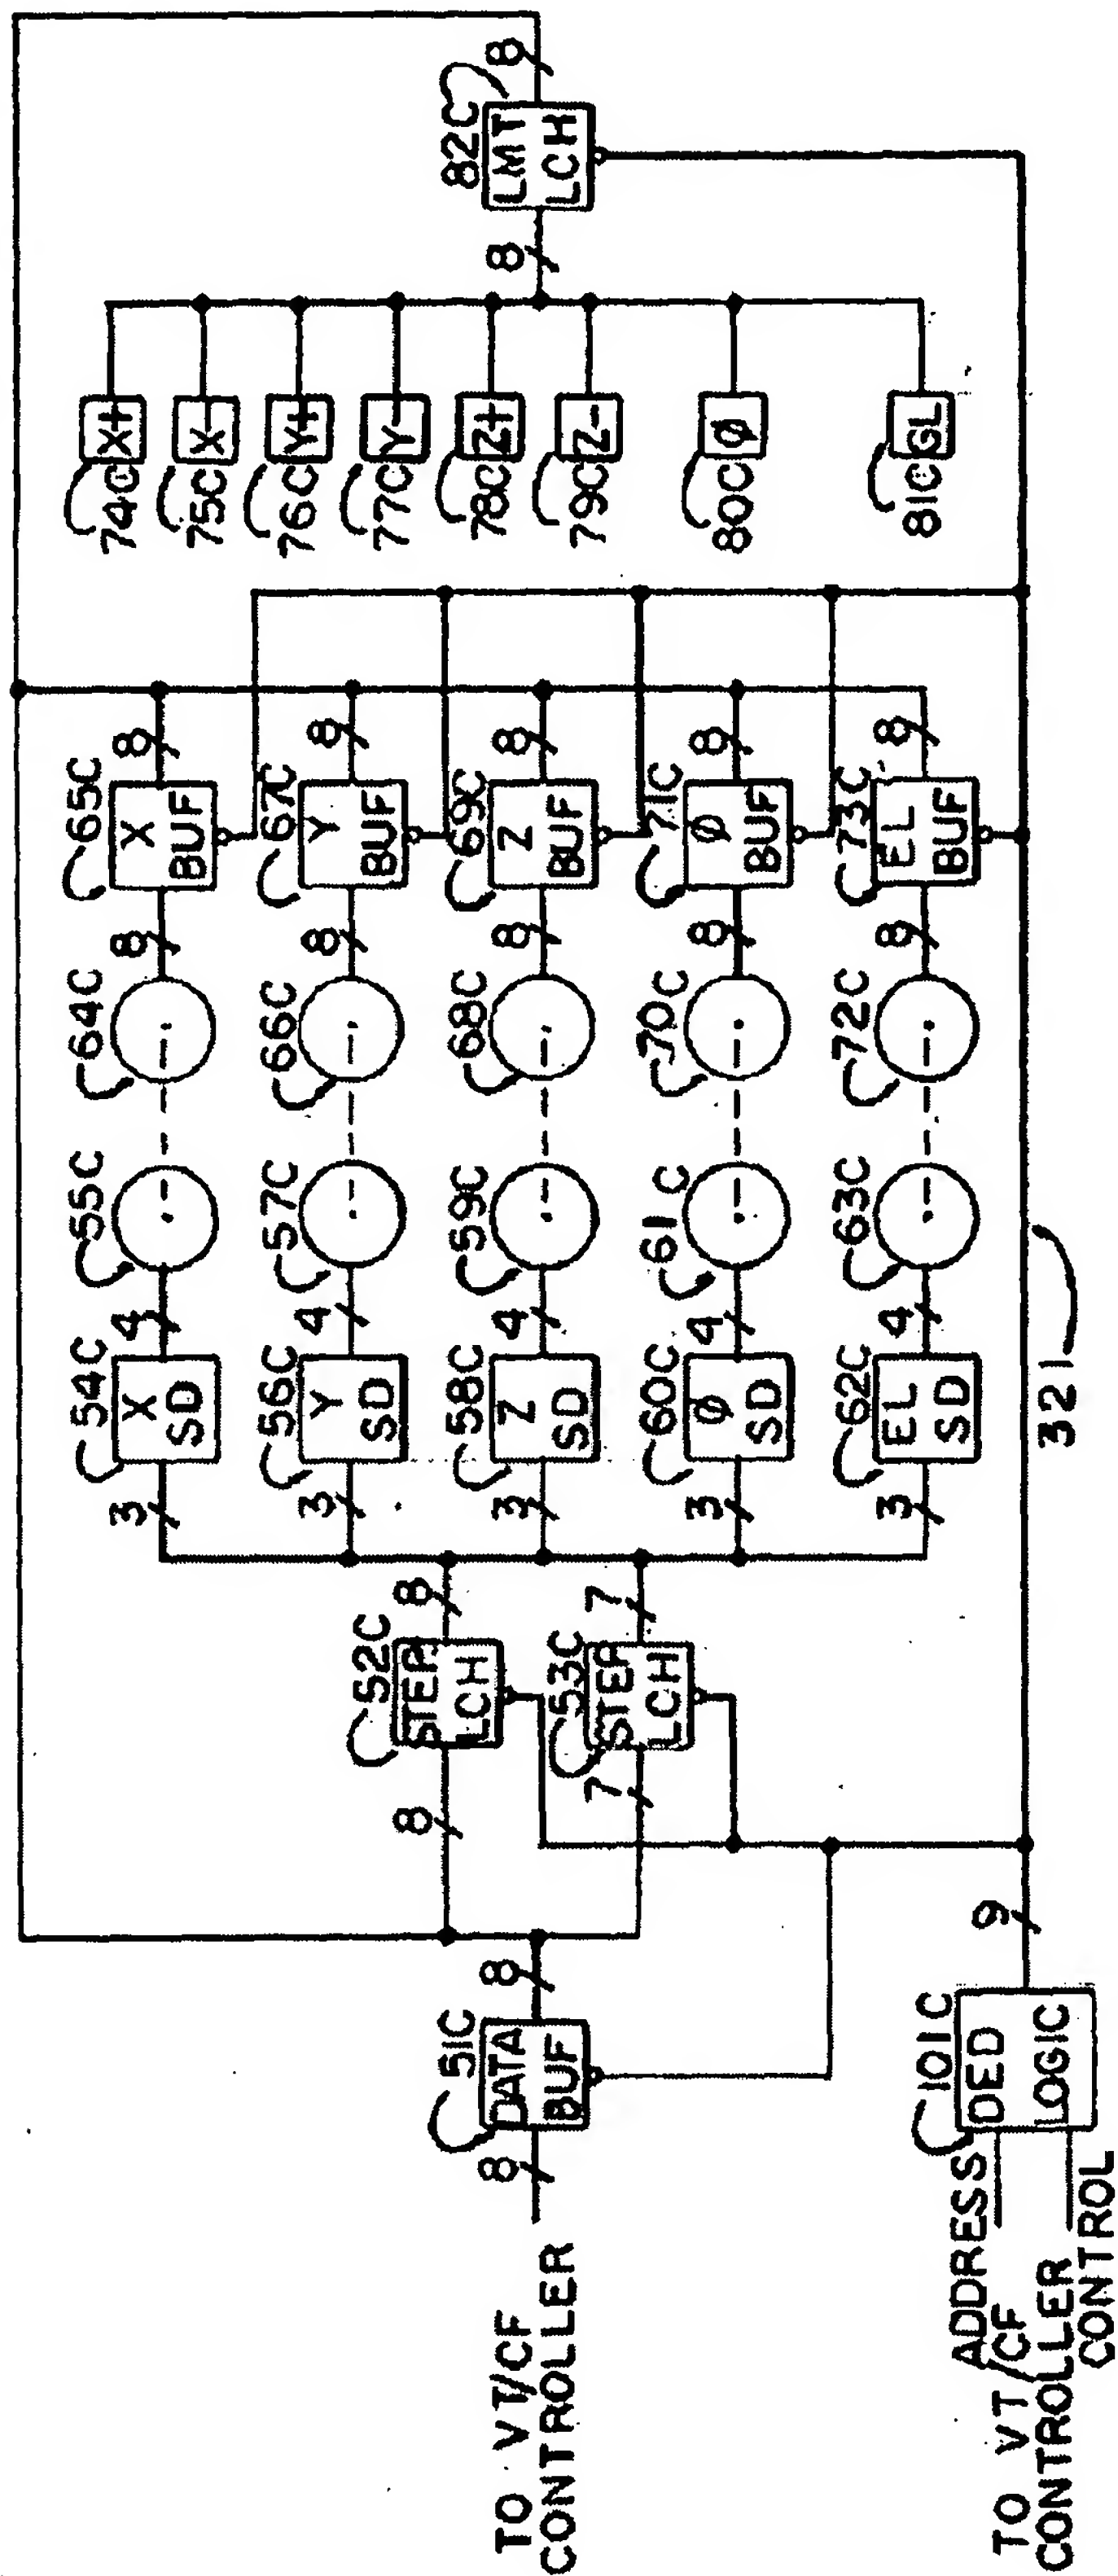 TO VT/CF
CONTROLLER
8
51C
DATA
BUF
8
8
52C
STEP
LCH
8
7
53C
STEP
LCH
7
3
54C
X
SD
4
55C
64C
8
65C
X
BUF
8
3
56C
Y
SD
4
57C
66C
8
67C
Y
BUF
8
3
58C
Z
SD
4
59C
68C
8
69C
Z
BUF
8
3
60C
Ø
SD
4
61C
70C
8
71C
Ø
BUF
8
3
62C
EL
SD
4
63C
72C
8
73C
EL
BUF
8
74C
X+
75C
X-
76C
Y+
77C
Y-
78C
Z+
79C
Z-
80C
Ø
81C
GL
8
82C
LMT
LCH
8
ADDRESS
TO VT/CF
CONTROLLER
CONTROL
101C
DED
LOGIC
9
321